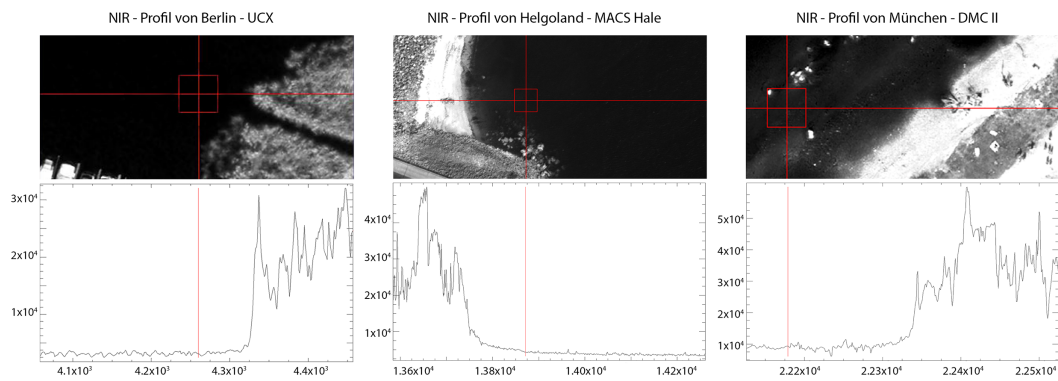 NIR - Profil von Berlin - UCX
NIR - Profil von Helgoland - MACS Hale
NIR - Profil von München - DMC II
3x10⁴
2x10⁴
1x10⁴
4.1x10³
4.2x10³
4.3x10³
4.4x10³
4x10⁴
3x10⁴
2x10⁴
1x10⁴
1.36x10⁴
1.38x10⁴
1.40x10⁴
1.42x10⁴
5x10⁴
4x10⁴
3x10⁴
2x10⁴
1x10⁴
2.22x10⁴
2.23x10⁴
2.24x10⁴
2.25x10⁴